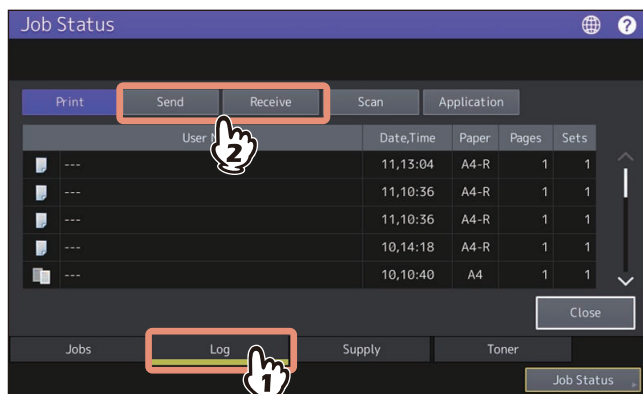 Job Status
?
Print Send Receive Scan Application
User Date,Time Paper Pages Sets
--- 11,13:04 A4-R 1 1
--- 11,10:36 A4-R 1 1
--- 11,10:36 A4-R 1 1
--- 10,14:18 A4-R 1 1
--- 10,10:40 A4 1 1
2
Close
Jobs Log Supply Toner
1
Job Status